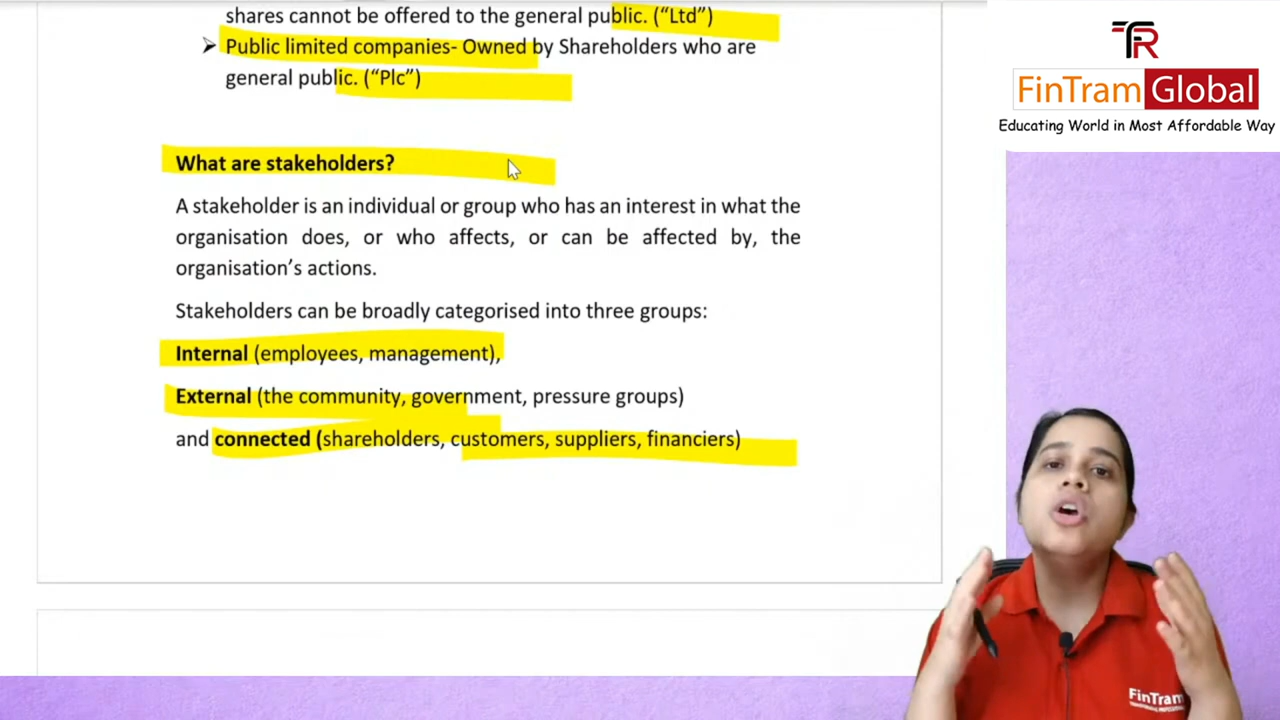 shares cannot be offered to the general public. (“Ltd”)
➢ Public limited companies- Owned by Shareholders who are
general public. (“Plc”)
What are stakeholders?
A stakeholder is an individual or group who has an interest in what the
organisation does, or who affects, or can be affected by, the
organisation’s actions.
Stakeholders can be broadly categorised into three groups:
Internal (employees, management),
External (the community, government, pressure groups)
and connected (shareholders, customers, suppliers, financiers)
FinTram Global
Educating World in Most Affordable Way
FinTram